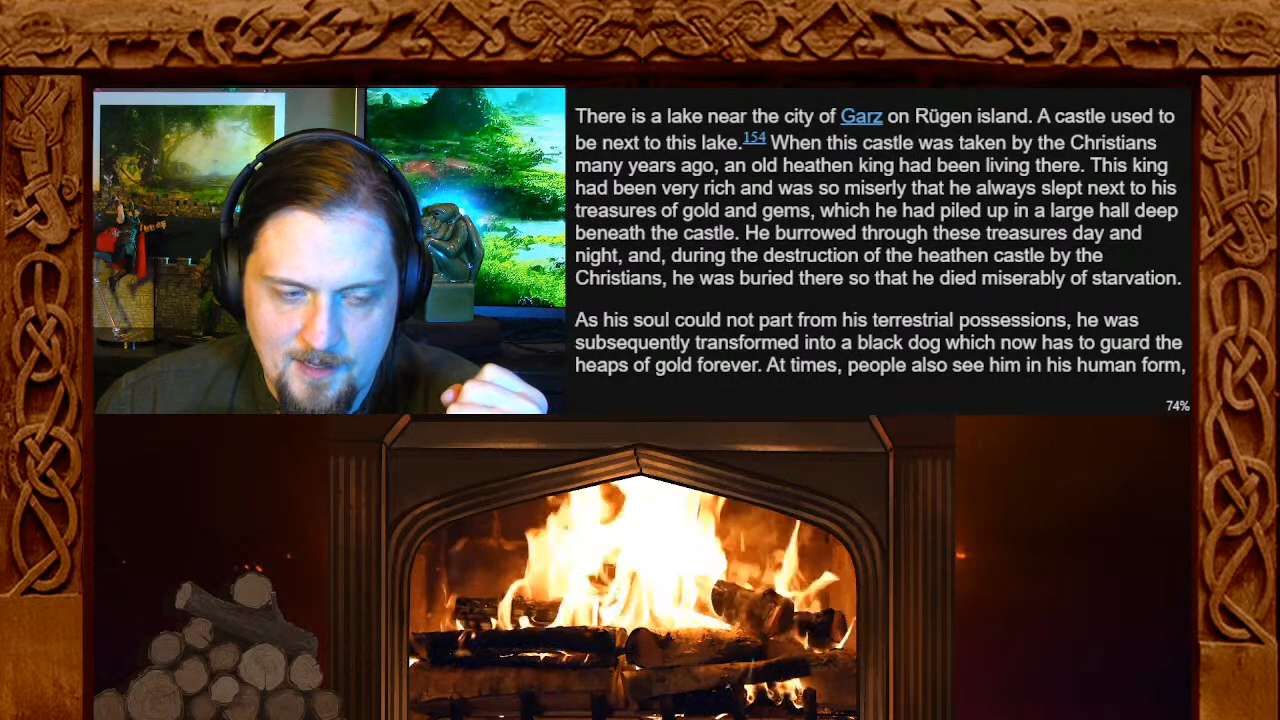 There is a lake near the city of Garz on Rügen island. A castle used to
be next to this lake.154 When this castle was taken by the Christians
many years ago, an old heathen king had been living there. This king
had been very rich and was so miserly that he always slept next to his
treasures of gold and gems, which he had piled up in a large hall deep
beneath the castle. He burrowed through these treasures day and
night, and, during the destruction of the heathen castle by the
Christians, he was buried there so that he died miserably of starvation.
As his soul could not part from his terrestrial possessions, he was
subsequently transformed into a black dog which now has to guard the
heaps of gold forever. At times, people also see him in his human form,
74%